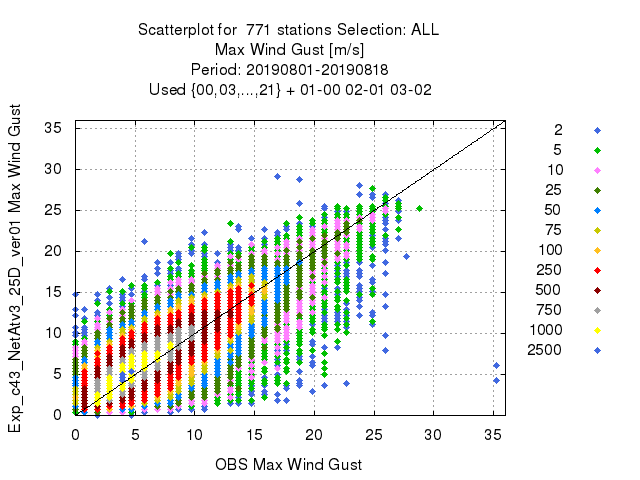 Scatterplot for 771 stations Selection: ALL
Max Wind Gust [m/s]
Period: 20190801-20190818
Used {00,03,...,21} + 01-00 02-01 03-02
Exp_c43_NetAtv3_25D_ver01 Max Wind Gust
35
30
25
20
15
10
5
0
0 5 10 15 20 25 30 35
OBS Max Wind Gust
2
5
10
25
50
75
100
250
500
750
1000
2500